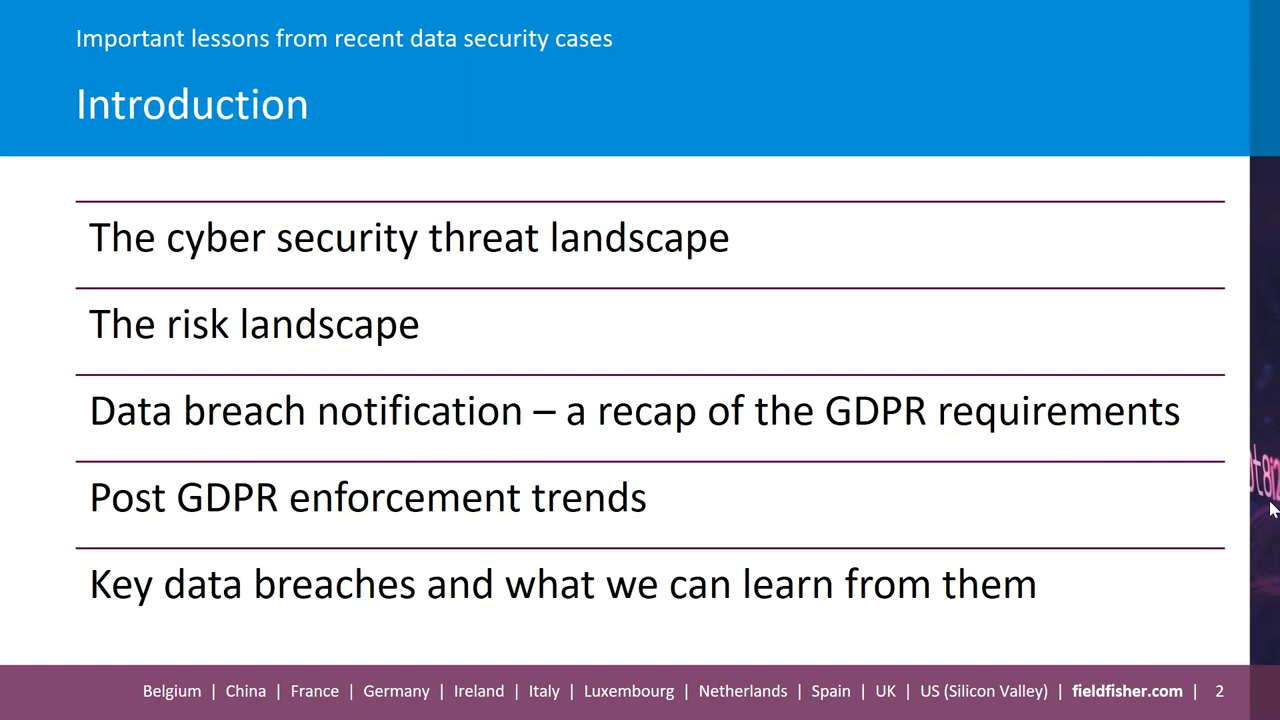 Important lessons from recent data security cases
Introduction
The cyber security threat landscape
The risk landscape
Data breach notification – a recap of the GDPR requirements
Post GDPR enforcement trends
Key data breaches and what we can learn from them
Belgium | China | France | Germany | Ireland | Italy | Luxembourg | Netherlands | Spain | UK | US (Silicon Valley) | fieldfisher.com | 2